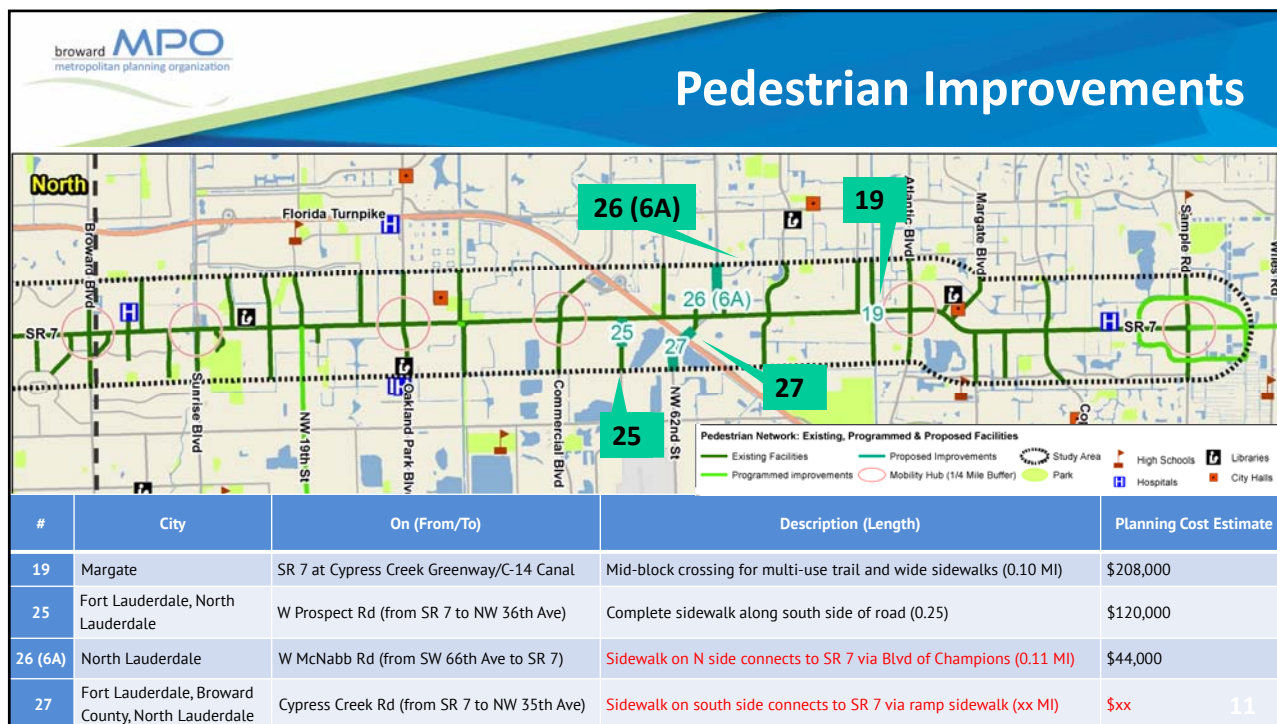 broward MPO
metropolitan planning organization
Pedestrian Improvements
North
Florida Turnpike
26 (6A)
19
Broward Blvd
Sunrise Blvd
NW 19th St
Oakland Park Blvd
Commercial Blvd
NW 62nd St
Atlantic Blvd
Margate Blvd
Sample Rd
Wiles Rd
SR 7
SR 7
26 (6A)
19
25
27
27
25
Pedestrian Network: Existing, Programmed & Proposed Facilities
Existing Facilities
Proposed Improvements
Study Area
High Schools
Libraries
Programmed improvements
Mobility Hub (1/4 Mile Buffer)
Park
Hospitals
City Halls
# City On (From/To) Description (Length) Planning Cost Estimate
19 Margate SR 7 at Cypress Creek Greenway/C-14 Canal Mid-block crossing for multi-use trail and wide sidewalks (0.10 MI) $208,000
25 Fort Lauderdale, North Lauderdale W Prospect Rd (from SR 7 to NW 36th Ave) Complete sidewalk along south side of road (0.25) $120,000
26 (6A) North Lauderdale W McNabb Rd (from SW 66th Ave to SR 7) Sidewalk on N side connects to SR 7 via Blvd of Champions (0.11 MI) $44,000
27 Fort Lauderdale, Broward County, North Lauderdale Cypress Creek Rd (from SR 7 to NW 35th Ave) Sidewalk on south side connects to SR 7 via ramp sidewalk (xx MI) $xx
11